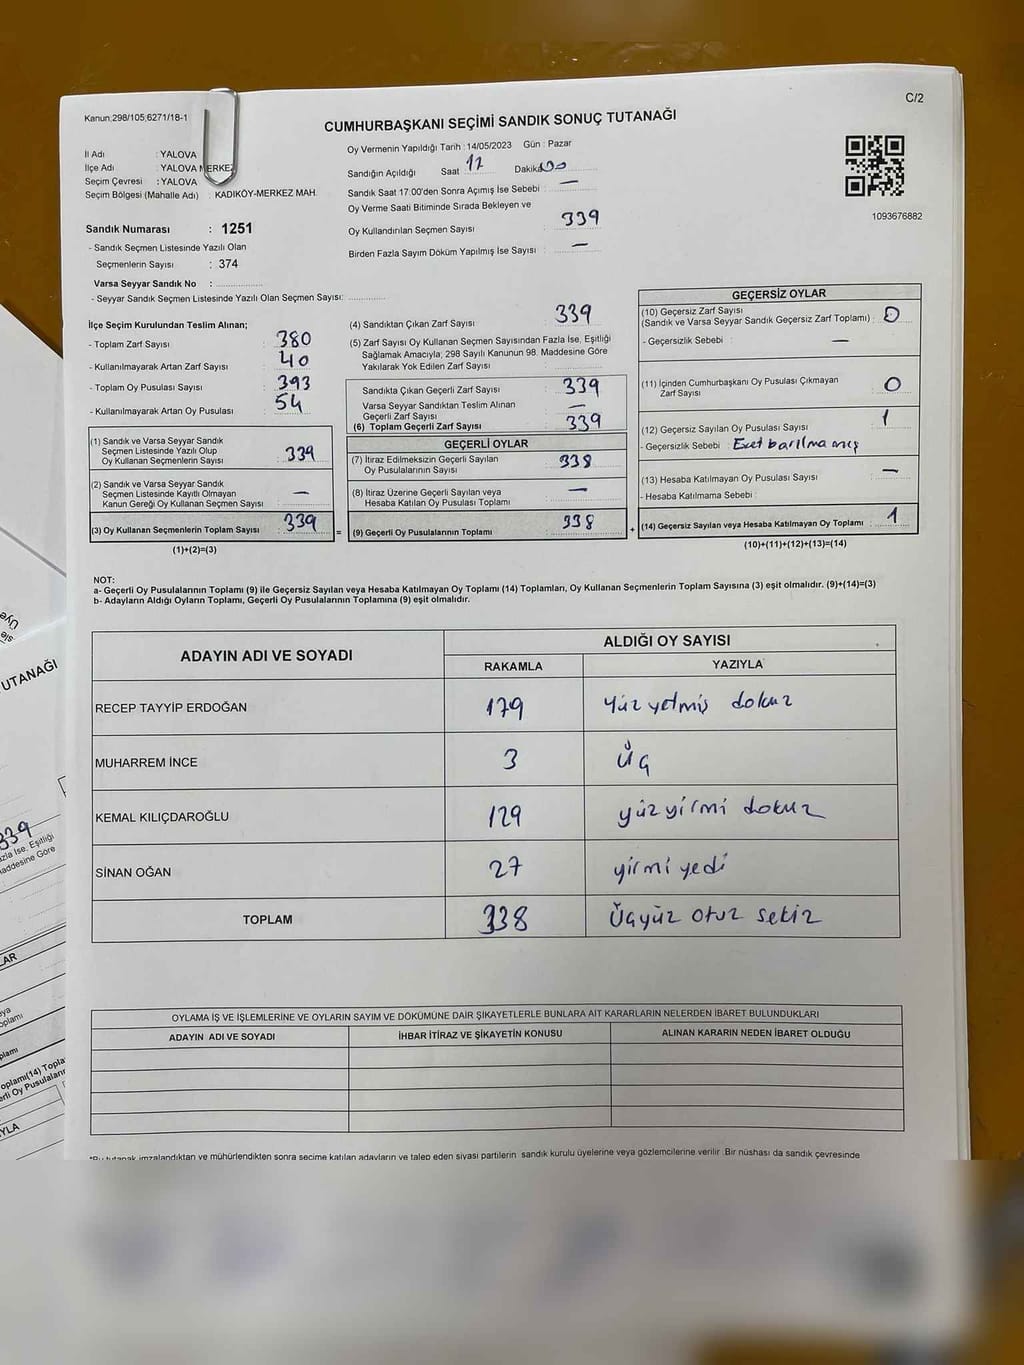 C/2
Kanun;298/105;6271/18-1
CUMHURBAŞKANI SEÇİMİ SANDIK SONUÇ TUTANAĞI
İl Adı : YALOVA
İlçe Adı : YALOVA MERKEZ
Seçim Çevresi : YALOVA
Seçim Bölgesi (Mahalle Adı) : KADIKÖY-MERKEZ MAH.
Oy Vermenin Yapıldığı Tarih : 14/05/2023 Gün : Pazar
Sandığın Açıldığı Saat 17 Dakika 00
Sandık Saat 17:00'den Sonra Açımış İse Sebebi : —
Oy Verme Saati Bitiminde Sırada Bekleyen ve
Oy Kullandırılan Seçmen Sayısı : 339
Birden Fazla Sayım Döküm Yapılmış İse Sayısı : —
1093676882
Sandık Numarası : 1251
- Sandık Seçmen Listesinde Yazılı Olan
Seçmenlerin Sayısı : 374
Varsa Seyyar Sandık No :
- Seyyar Sandık Seçmen Listesinde Yazılı Olan Seçmen Sayısı:
İlçe Seçim Kurulundan Teslim Alınan;
- Toplam Zarf Sayısı : 380
- Kullanılmayarak Artan Zarf Sayısı : 40
- Toplam Oy Pusulası Sayısı : 393
- Kullanılmayarak Artan Oy Pusulası : 54
(1) Sandık ve Varsa Seyyar Sandık
Seçmen Listesinde Yazılı Olup
Oy Kullanan Seçmenlerin Sayısı : 339
(2) Sandık ve Varsa Seyyar Sandık
Seçmen Listesinde Kayıtlı Olmayan
Kanun Gereği Oy Kullanan Seçmen Sayısı : —
(3) Oy Kullanan Seçmenlerin Toplam Sayısı : 339 =
(1)+(2)=(3)
(4) Sandıktan Çıkan Zarf Sayısı : 339
(5) Zarf Sayısı Oy Kullanan Seçmen Sayısından Fazla İse, Eşitliği
Sağlamak Amacıyla; 298 Sayılı Kanunun 98. Maddesine Göre
Yakılarak Yok Edilen Zarf Sayısı :
Sandıkta Çıkan Geçerli Zarf Sayısı : 339
Varsa Seyyar Sandıktan Teslim Alınan
Geçerli Zarf Sayısı : —
(6) Toplam Geçerli Zarf Sayısı : 339
GEÇERLİ OYLAR
(7) İtiraz Edilmeksizin Geçerli Sayılan
Oy Pusulalarının Sayısı : 338
(8) İtiraz Üzerine Geçerli Sayılan veya
Hesaba Katılan Oy Pusulası Toplamı : —
(9) Geçerli Oy Pusulalarının Toplamı : 338 +
GEÇERSİZ OYLAR
(10) Geçersiz Zarf Sayısı
(Sandık ve Varsa Seyyar Sandık Geçersiz Zarf Toplamı) : 0
- Geçersizlik Sebebi : —
(11) İçinden Cumhurbaşkanı Oy Pusulası Çıkmayan
Zarf Sayısı : 0
(12) Geçersiz Sayılan Oy Pusulası Sayısı : 1
- Geçersizlik Sebebi :
(13) Hesaba Katılmayan Oy Pusulası Sayısı : —
- Hesaba Katılmama Sebebi :
(14) Geçersiz Sayılan veya Hesaba Katılmayan Oy Toplamı : 1
(10)+(11)+(12)+(13)=(14)
NOT:
a- Geçerli Oy Pusulalarının Toplamı (9) ile Geçersiz Sayılan veya Hesaba Katılmayan Oy Toplamı (14) Toplamları, Oy Kullanan Seçmenlerin Toplam Sayısına (3) eşit olmalıdır. (9)+(14)=(3)
b- Adayların Aldığı Oyların Toplamı, Geçerli Oy Pusulalarının Toplamına (9) eşit olmalıdır.
ADAYIN ADI VE SOYADI ALDIĞI OY SAYISI
RAKAMLA YAZIYLA
RECEP TAYYİP ERDOĞAN 179 Yüz yetmiş dokuz
MUHARREM İNCE 3 Üç
KEMAL KILIÇDAROĞLU 129 yüz yirmi dokuz
SİNAN OĞAN 27 yirmi yedi
TOPLAM 338 Üçyüz otuz sekiz
OYLAMA İŞ VE İŞLEMLERİNE VE OYLARIN SAYIM VE DÖKÜMÜNE DAİR ŞİKAYETLERLE BUNLARA AİT KARARLARIN NELERDEN İBARET BULUNDUKLARI
ADAYIN ADI VE SOYADI İHBAR İTİRAZ VE ŞİKAYETİN KONUSU ALINAN KARARIN NEDEN İBARET OLDUĞU
*Bu tutanak imzalandıktan ve mühürlendikten sonra seçime katılan adayların ve talep eden siyasi partilerin sandık kurulu üyelerine veya gözlemcilerine verilir. Bir nüshası da sandık çevresinde
UTANAĞI
339